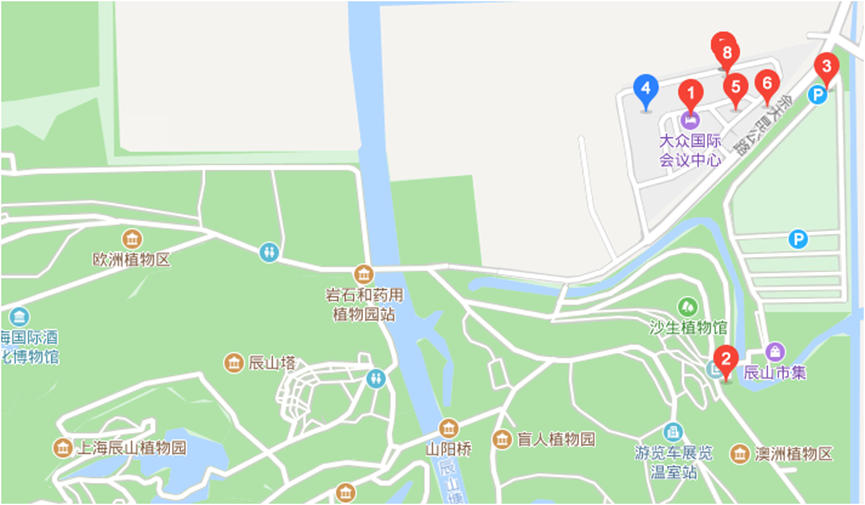 8
3
6
5
4
1
P
佘天昆公路
大众国际
会议中心
P
欧洲植物区
岩石和药用
植物园站
沙生植物馆
海国际酒
化博物馆
辰山塔
2
辰山市集
上海辰山植物园
山阳桥
盲人植物园
游览车展览
温室站
澳洲植物区
辰山塘